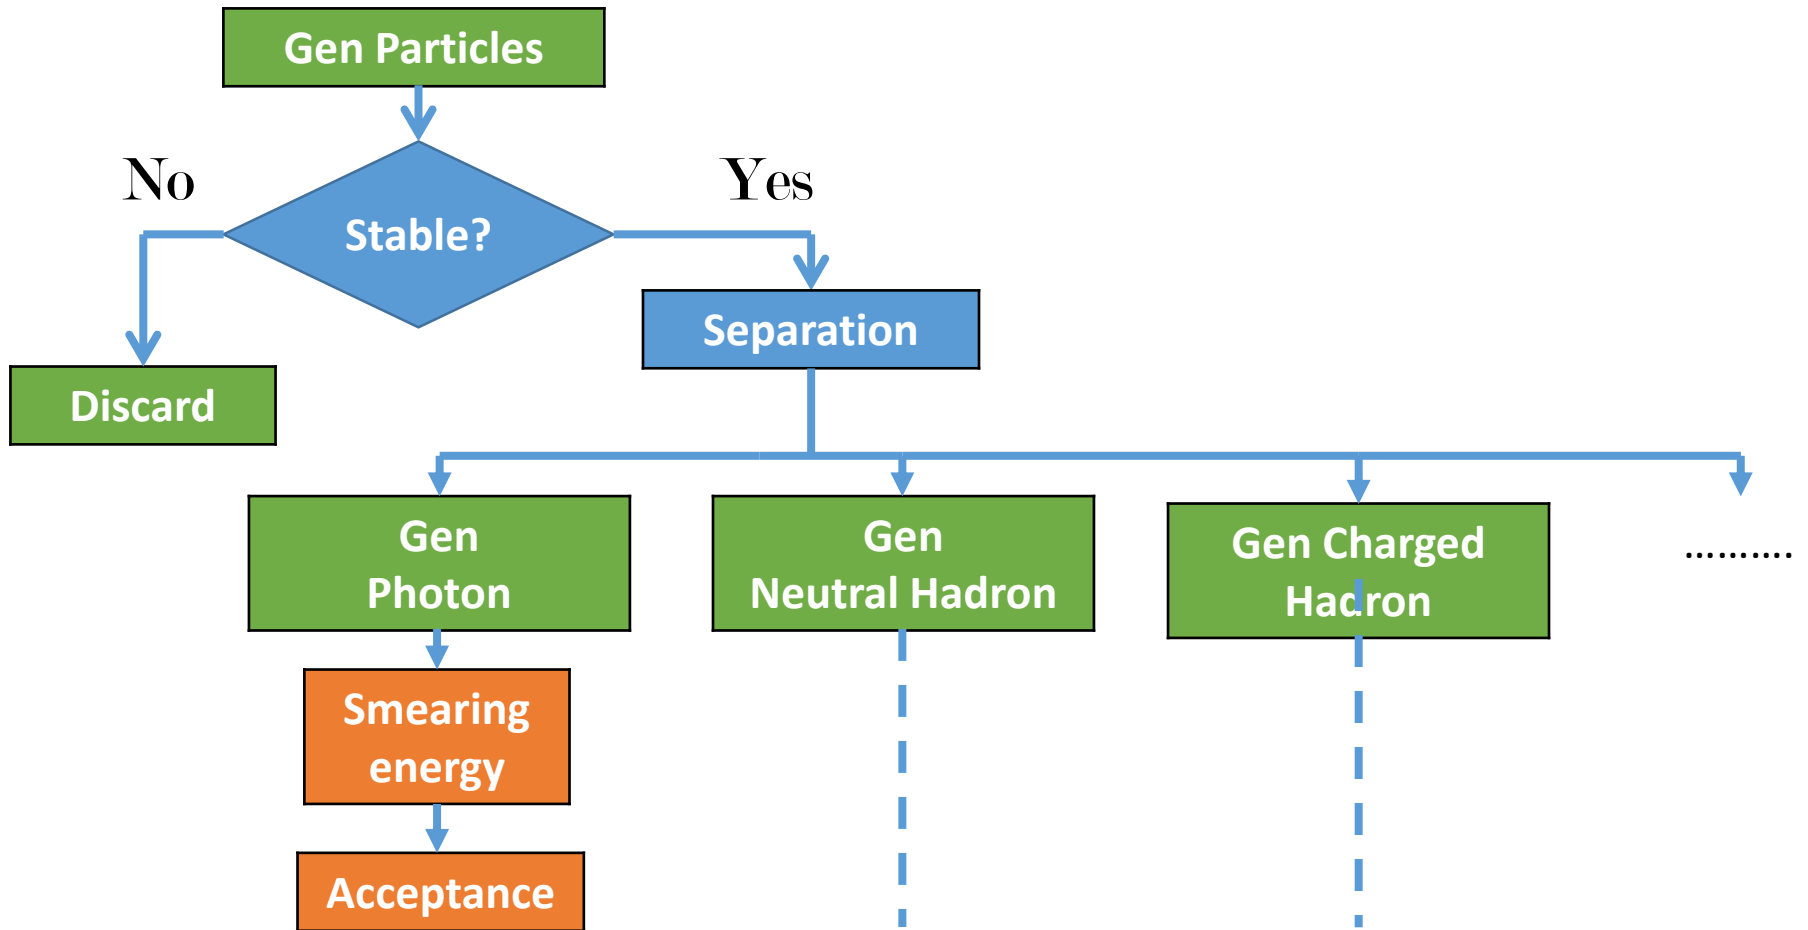 Gen Particles
No
Yes
Stable?
Separation
Discard
Gen
Photon
Gen
Neutral Hadron
Gen Charged
Hadron
..........
Smearing
energy
Acceptance